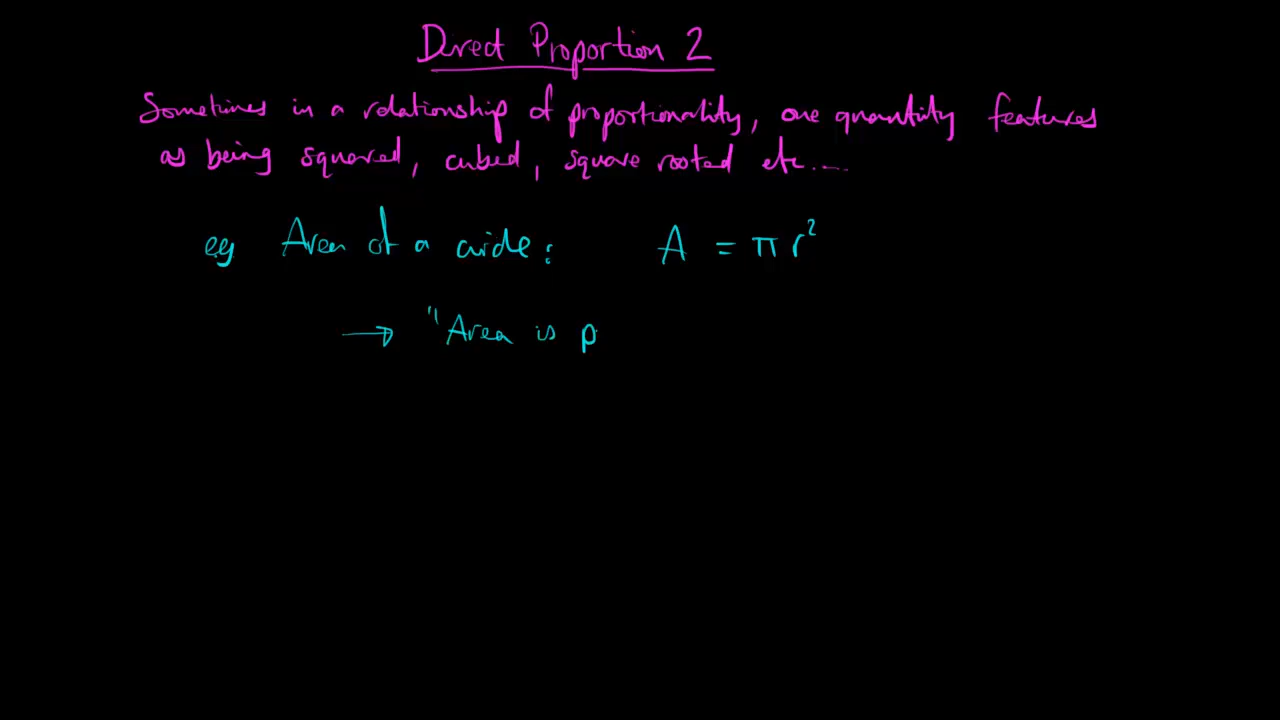 Direct Proportion 2
Sometimes in a relationship of proportionality, one quantity features
as being squared, cubed, square rooted etc....
eg Area of a circle: A = πr²
→ "Area is p